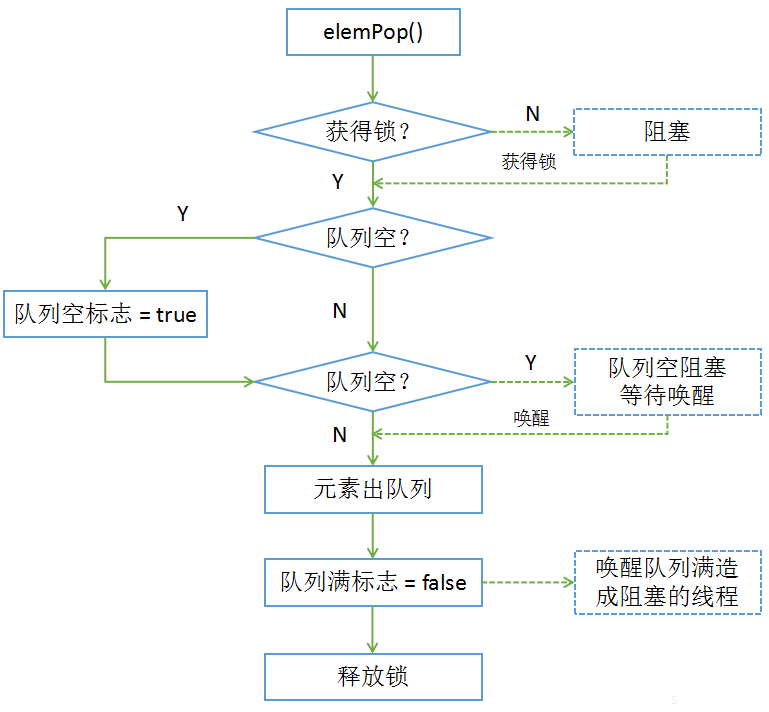 elemPop()
获得锁？
N
阻塞
获得锁
Y
Y
队列空？
队列空标志 = true
N
队列空？
Y
队列空阻塞
等待唤醒
唤醒
N
元素出队列
队列满标志 = false
唤醒队列满造
成阻塞的线程
释放锁
S